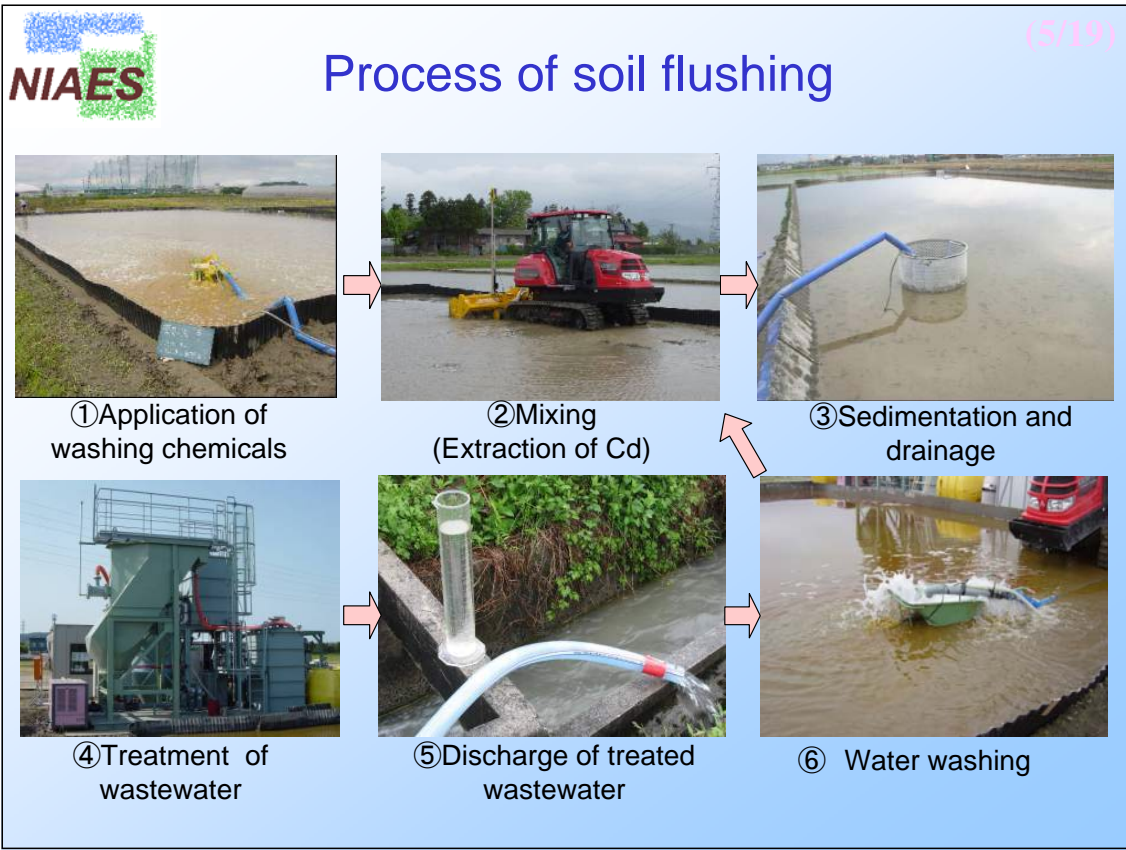 NIAES
(5/19)
Process of soil flushing
①Application of
washing chemicals
②Mixing
(Extraction of Cd)
③Sedimentation and
drainage
④Treatment of
wastewater
⑤Discharge of treated
wastewater
⑥ Water washing